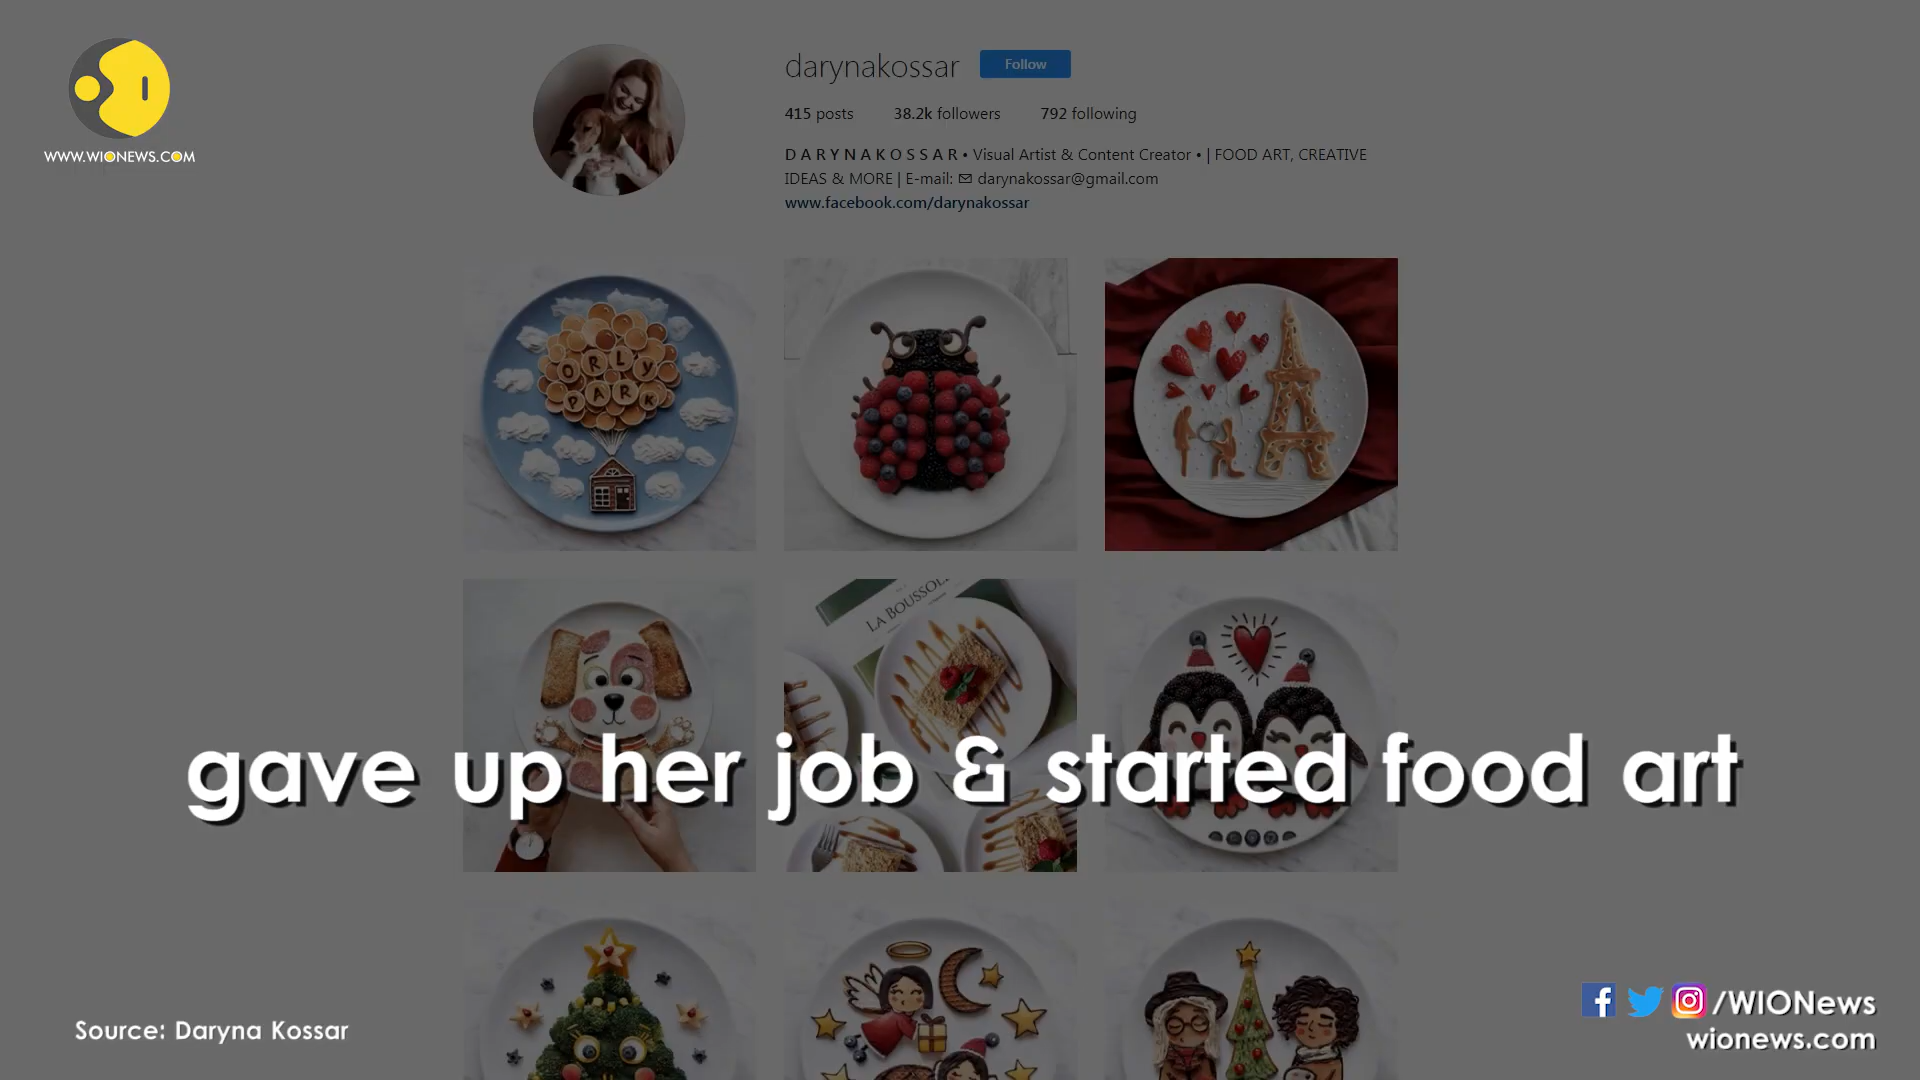 WWW.WIONEWS.COM
darynakossar
Follow
415 posts 38.2k followers 792 following
D A R Y N A K O S S A R • Visual Artist & Content Creator • | FOOD ART, CREATIVE
IDEAS & MORE | E-mail: ✉ darynakossar@gmail.com
www.facebook.com/darynakossar
ORLY
PARK
LA BOUSSOL
gave up her job & started food art
Source: Daryna Kossar
/WIONews
wionews.com